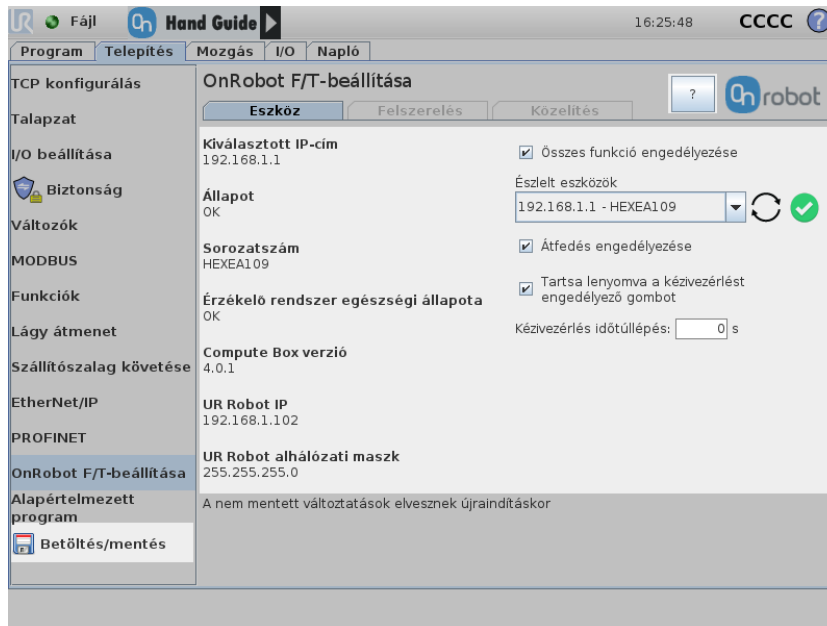 UR Fájl On Hand Guide 16:25:48 CCCC ?
Program Telepítés Mozgás I/O Napló
TCP konfigurálás
Talapzat
I/O beállítása
Biztonság
Változók
MODBUS
Funkciók
Lágy átmenet
Szállítószalag követése
EtherNet/IP
PROFINET
OnRobot F/T-beállítása
Alapértelmezett
program
Betöltés/mentés
OnRobot F/T-beállítása
? On robot
Eszköz Felszerelés Közelítés
Kiválasztott IP-cím
192.168.1.1
Állapot
OK
Sorozatszám
HEXEA109
Érzékelő rendszer egészségi állapota
OK
Compute Box verzió
4.0.1
UR Robot IP
192.168.1.102
UR Robot alhálózati maszk
255.255.255.0
Összes funkció engedélyezése
Észlelt eszközök
192.168.1.1 - HEXEA109
Átfedés engedélyezése
Tartsa lenyomva a kézivezérlést
engedélyező gombot
Kézivezérlés időtúllépés: 0 s
A nem mentett változtatások elvesznek újraindításkor